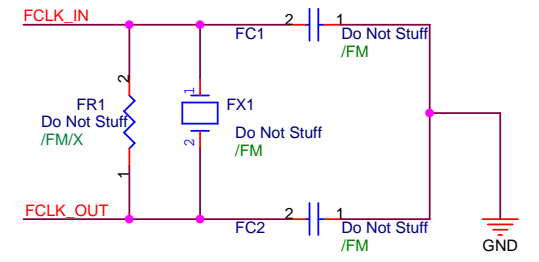 FCLK_IN
FC1
2
1
Do Not Stuff
/FM
2
FR1
Do Not Stuff
/FM/X
1
1
FX1
2
Do Not Stuff
/FM
FCLK_OUT
FC2
2
1
Do Not Stuff
/FM
GND